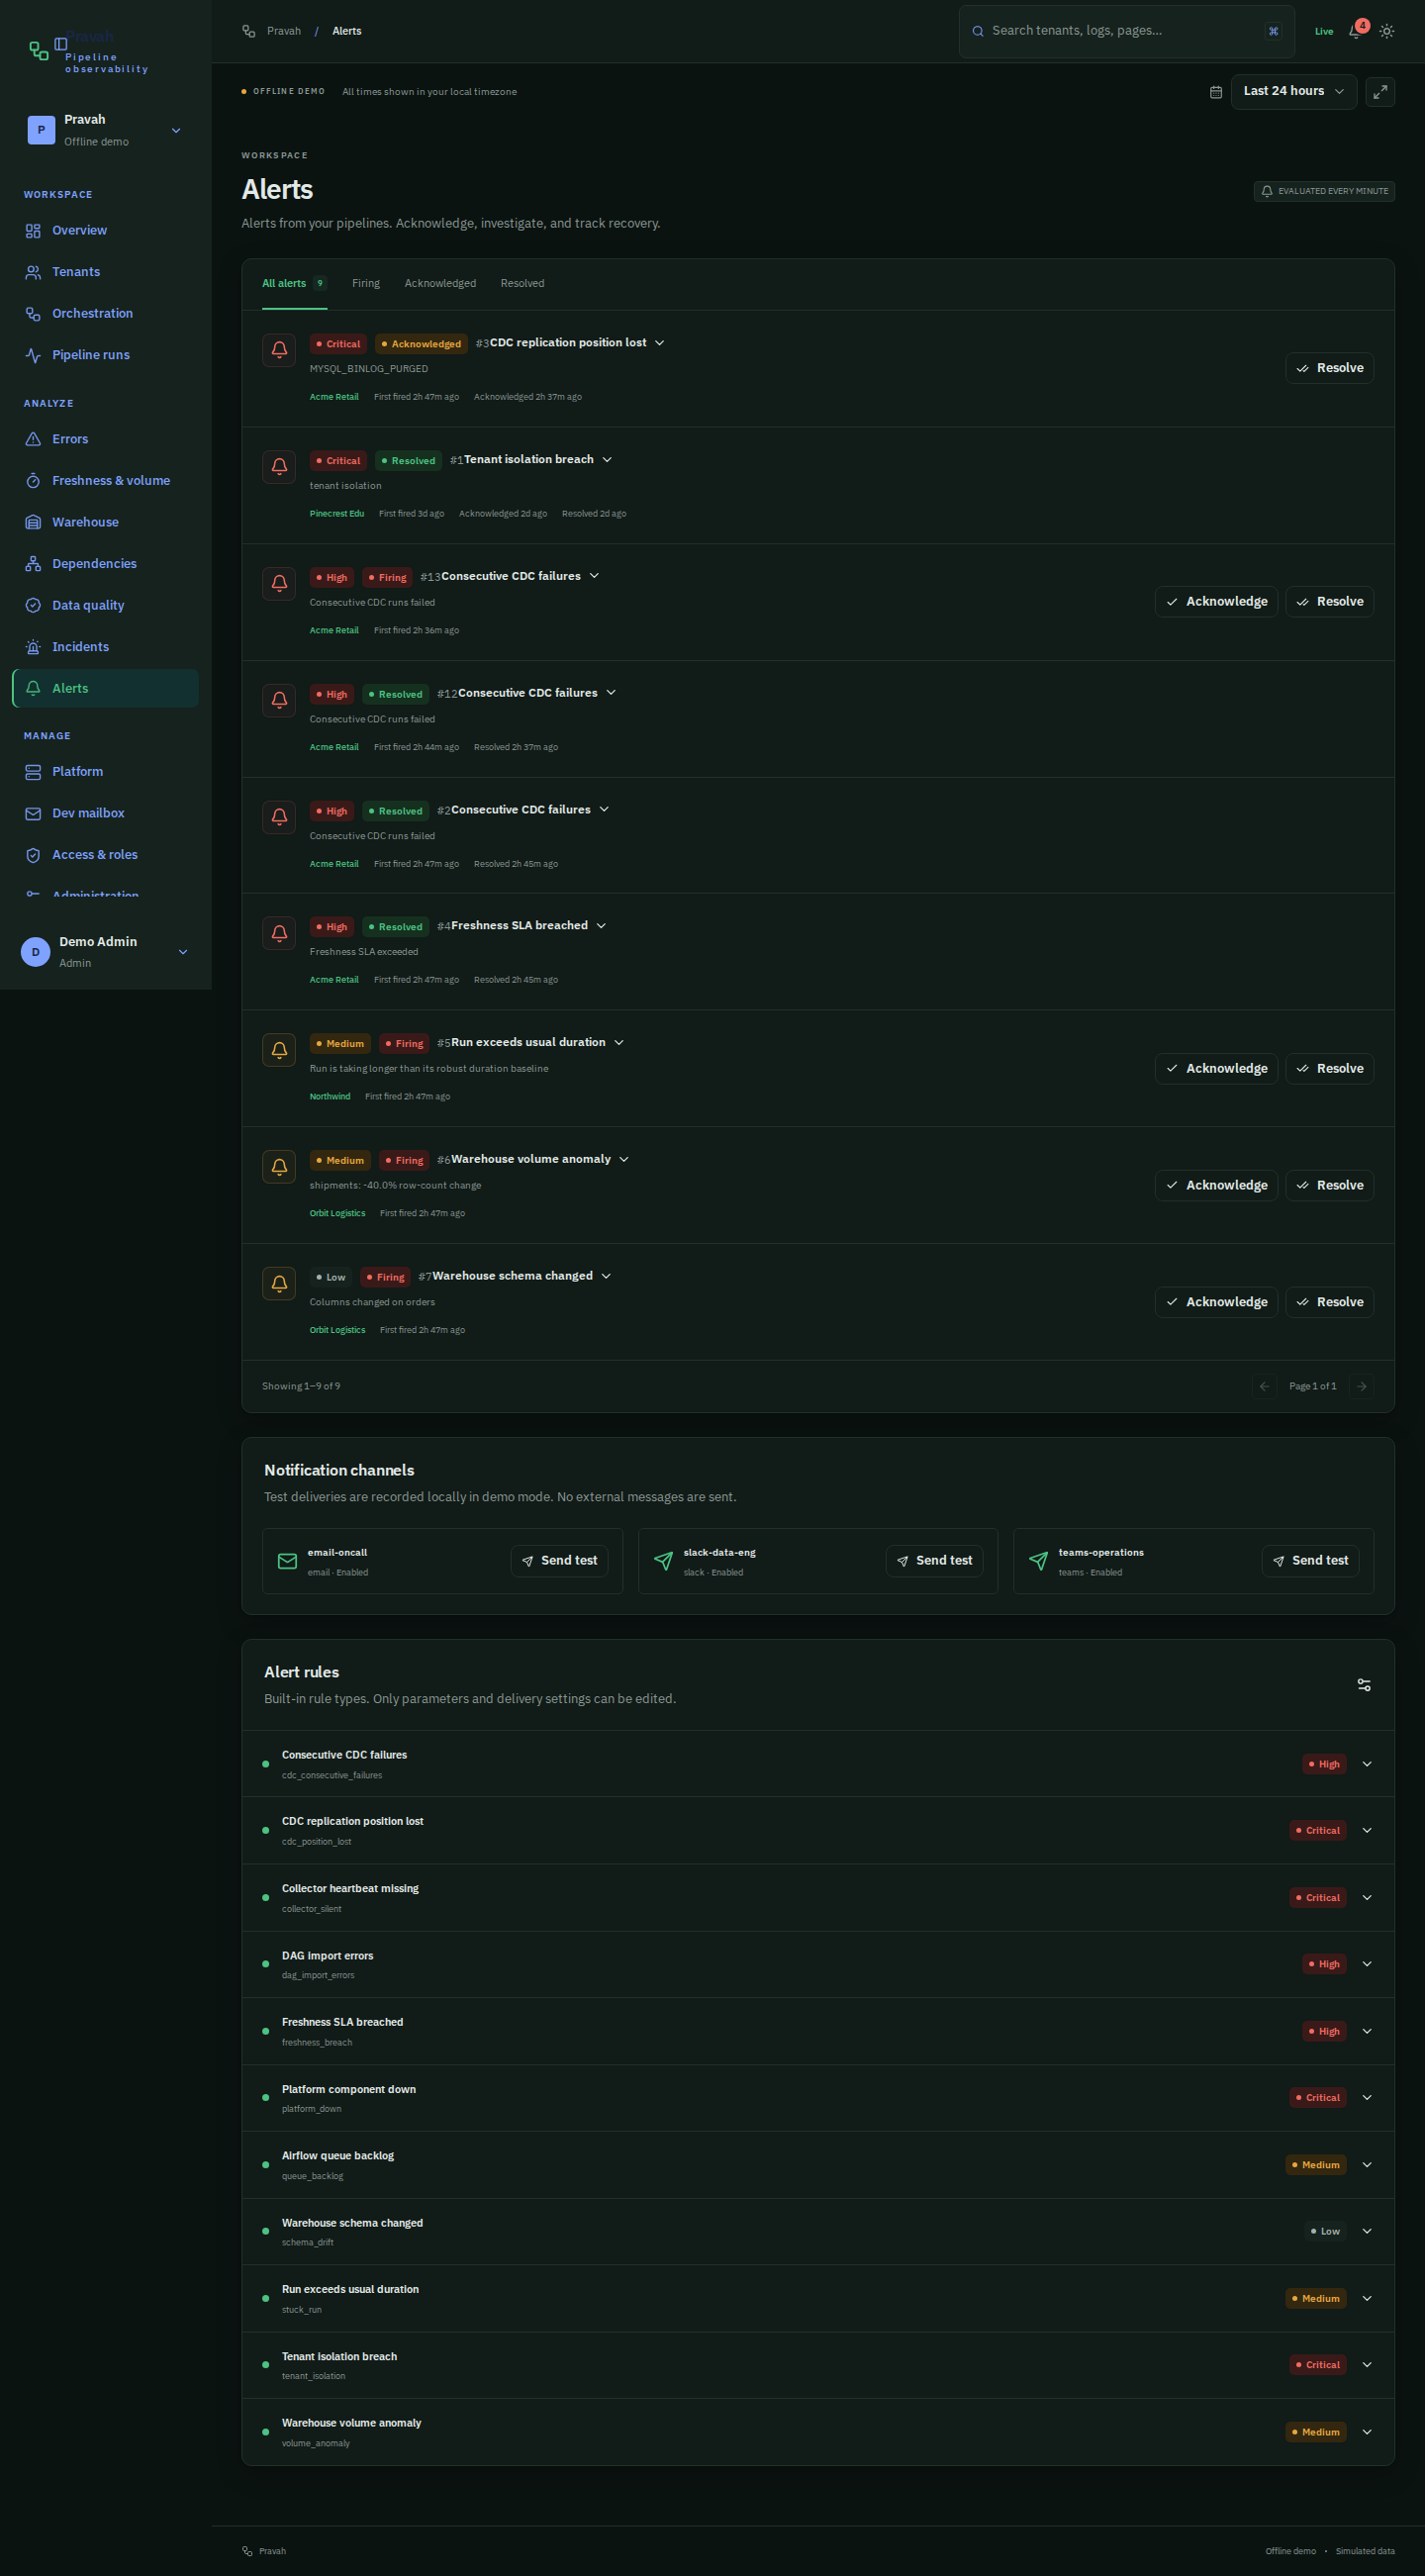 Pravah
Pipeline
observability
P
Pravah
Offline demo
WORKSPACE
Overview
Tenants
Orchestration
Pipeline runs
ANALYZE
Errors
Freshness & volume
Warehouse
Dependencies
Data quality
Incidents
Alerts
MANAGE
Platform
Dev mailbox
Access & roles
Administration
D
Demo Admin
Admin
Pravah / Alerts
Search tenants, logs, pages... ⌘
Live 4
OFFLINE DEMO All times shown in your local timezone
Last 24 hours
WORKSPACE
Alerts
EVALUATED EVERY MINUTE
Alerts from your pipelines. Acknowledge, investigate, and track recovery.
All alerts 9 Firing Acknowledged Resolved
Critical Acknowledged #3CDC replication position lost
MYSQL_BINLOG_PURGED
Resolve
Acme Retail First fired 2h 47m ago Acknowledged 2h 37m ago
Critical Resolved #1Tenant isolation breach
tenant isolation
Pinecrest Edu First fired 3d ago Acknowledged 2d ago Resolved 2d ago
High Firing #13Consecutive CDC failures
Consecutive CDC runs failed
Acknowledge Resolve
Acme Retail First fired 2h 36m ago
High Resolved #12Consecutive CDC failures
Consecutive CDC runs failed
Acme Retail First fired 2h 44m ago Resolved 2h 37m ago
High Resolved #2Consecutive CDC failures
Consecutive CDC runs failed
Acme Retail First fired 2h 47m ago Resolved 2h 45m ago
High Resolved #4Freshness SLA breached
Freshness SLA exceeded
Acme Retail First fired 2h 47m ago Resolved 2h 45m ago
Medium Firing #5Run exceeds usual duration
Run is taking longer than its robust duration baseline
Acknowledge Resolve
Northwind First fired 2h 47m ago
Medium Firing #6Warehouse volume anomaly
shipments: -40.0% row-count change
Acknowledge Resolve
Orbit Logistics First fired 2h 47m ago
Low Firing #7Warehouse schema changed
Columns changed on orders
Acknowledge Resolve
Orbit Logistics First fired 2h 47m ago
Showing 1–9 of 9
Page 1 of 1
Notification channels
Test deliveries are recorded locally in demo mode. No external messages are sent.
email-oncall
email · Enabled
Send test
slack-data-eng
slack · Enabled
Send test
teams-operations
teams · Enabled
Send test
Alert rules
Built-in rule types. Only parameters and delivery settings can be edited.
Consecutive CDC failures
cdc_consecutive_failures
High
CDC replication position lost
cdc_position_lost
Critical
Collector heartbeat missing
collector_silent
Critical
DAG import errors
dag_import_errors
High
Freshness SLA breached
freshness_breach
High
Platform component down
platform_down
Critical
Airflow queue backlog
queue_backlog
Medium
Warehouse schema changed
schema_drift
Low
Run exceeds usual duration
stuck_run
Medium
Tenant isolation breach
tenant_isolation
Critical
Warehouse volume anomaly
volume_anomaly
Medium
Pravah
Offline demo • Simulated data